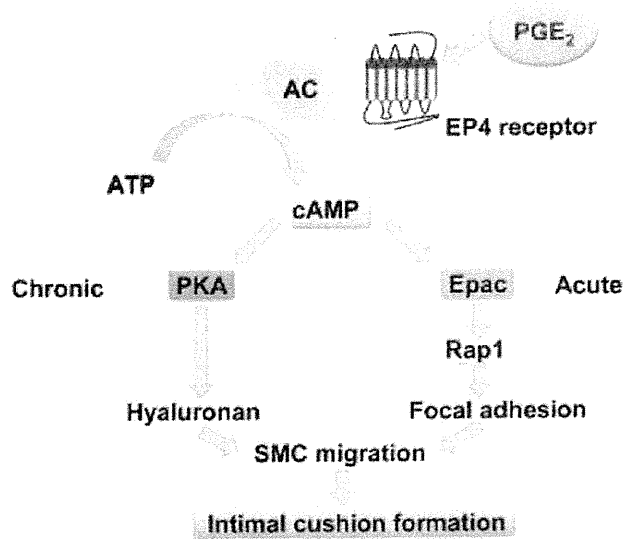 PGE₂
AC
EP4 receptor
ATP
cAMP
Chronic
PKA
Epac
Acute
Rap1
Hyaluronan
Focal adhesion
SMC migration
Intimal cushion formation